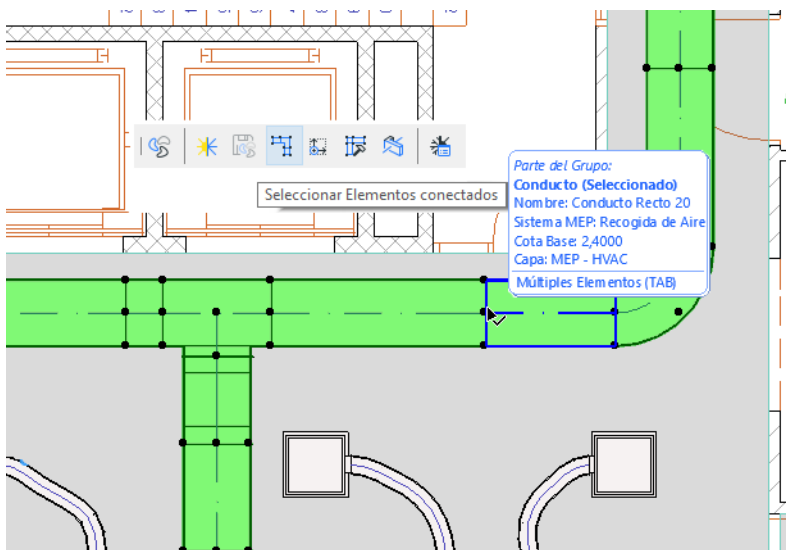 Seleccionar Elementos conectados
Parte del Grupo:
Conducto (Seleccionado)
Nombre: Conducto Recto 20
Sistema MEP: Recogida de Aire
Cota Base: 2,4000
Capa: MEP - HVAC
Múltiples Elementos (TAB)